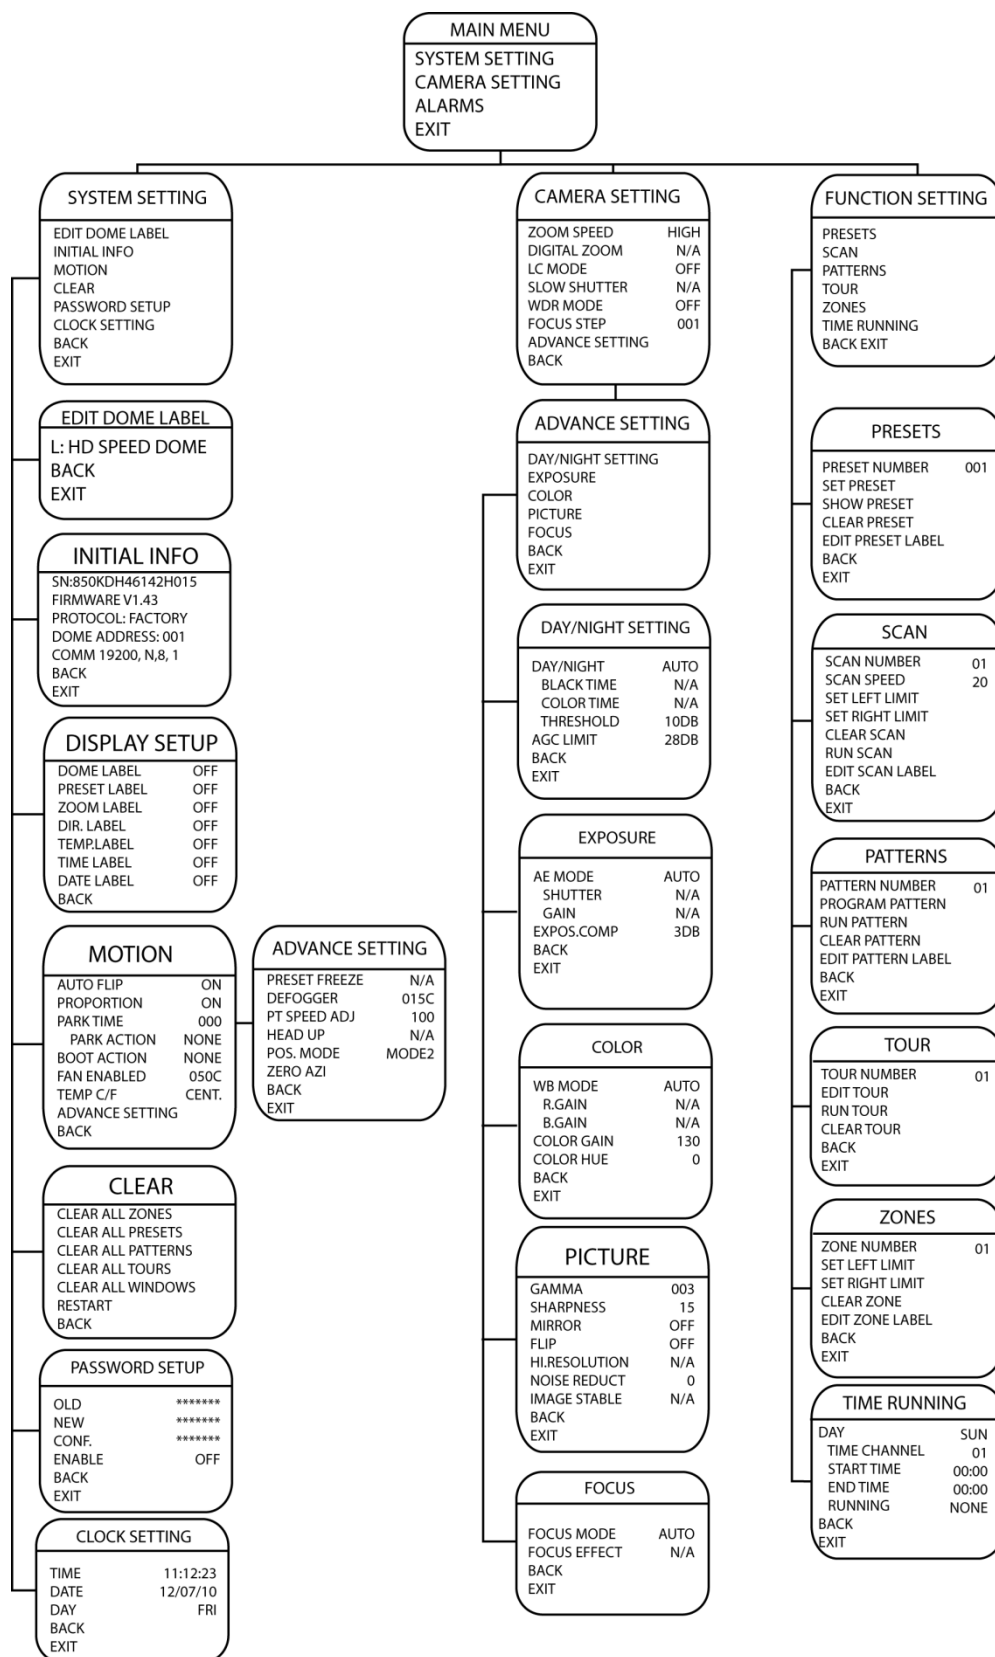 MAIN MENU
SYSTEM SETTING
CAMERA SETTING
ALARMS
EXIT
SYSTEM SETTING
EDIT DOME LABEL
INITIAL INFO
MOTION
CLEAR
PASSWORD SETUP
CLOCK SETTING
BACK
EXIT
EDIT DOME LABEL
L: HD SPEED DOME
BACK
EXIT
INITIAL INFO
SN:850KDH46142H015
FIRMWARE V1.43
PROTOCOL: FACTORY
DOME ADDRESS: 001
COMM 19200, N,8, 1
BACK
EXIT
DISPLAY SETUP
DOME LABEL OFF
PRESET LABEL OFF
ZOOM LABEL OFF
DIR. LABEL OFF
TEMP.LABEL OFF
TIME LABEL OFF
DATE LABEL OFF
BACK
MOTION
AUTO FLIP ON
PROPORTION ON
PARK TIME 000
PARK ACTION NONE
BOOT ACTION NONE
FAN ENABLED 050C
TEMP C/F CENT.
ADVANCE SETTING
BACK
ADVANCE SETTING
PRESET FREEZE N/A
DEFOGGER 015C
PT SPEED ADJ 100
HEAD UP N/A
POS. MODE MODE2
ZERO AZI
BACK
EXIT
CLEAR
CLEAR ALL ZONES
CLEAR ALL PRESETS
CLEAR ALL PATTERNS
CLEAR ALL TOURS
CLEAR ALL WINDOWS
RESTART
BACK
PASSWORD SETUP
OLD *******
NEW *******
CONF. *******
ENABLE OFF
BACK
EXIT
CLOCK SETTING
TIME 11:12:23
DATE 12/07/10
DAY FRI
BACK
EXIT
CAMERA SETTING
ZOOM SPEED HIGH
DIGITAL ZOOM N/A
LC MODE OFF
SLOW SHUTTER N/A
WDR MODE OFF
FOCUS STEP 001
ADVANCE SETTING
BACK
ADVANCE SETTING
DAY/NIGHT SETTING
EXPOSURE
COLOR
PICTURE
FOCUS
BACK
EXIT
DAY/NIGHT SETTING
DAY/NIGHT AUTO
BLACK TIME N/A
COLOR TIME N/A
THRESHOLD 10DB
AGC LIMIT 28DB
BACK
EXIT
EXPOSURE
AE MODE AUTO
SHUTTER N/A
GAIN N/A
EXPOS.COMP 3DB
BACK
EXIT
COLOR
WB MODE AUTO
R.GAIN N/A
B.GAIN N/A
COLOR GAIN 130
COLOR HUE 0
BACK
EXIT
PICTURE
GAMMA 003
SHARPNESS 15
MIRROR OFF
FLIP OFF
HI.RESOLUTION N/A
NOISE REDUCT 0
IMAGE STABLE N/A
BACK
EXIT
FOCUS
FOCUS MODE AUTO
FOCUS EFFECT N/A
BACK
EXIT
FUNCTION SETTING
PRESETS
SCAN
PATTERNS
TOUR
ZONES
TIME RUNNING
BACK EXIT
PRESETS
PRESET NUMBER 001
SET PRESET
SHOW PRESET
CLEAR PRESET
EDIT PRESET LABEL
BACK
EXIT
SCAN
SCAN NUMBER 01
SCAN SPEED 20
SET LEFT LIMIT
SET RIGHT LIMIT
CLEAR SCAN
RUN SCAN
EDIT SCAN LABEL
BACK
EXIT
PATTERNS
PATTERN NUMBER 01
PROGRAM PATTERN
RUN PATTERN
CLEAR PATTERN
EDIT PATTERN LABEL
BACK
EXIT
TOUR
TOUR NUMBER 01
EDIT TOUR
RUN TOUR
CLEAR TOUR
BACK
EXIT
ZONES
ZONE NUMBER 01
SET LEFT LIMIT
SET RIGHT LIMIT
CLEAR ZONE
EDIT ZONE LABEL
BACK
EXIT
TIME RUNNING
DAY SUN
TIME CHANNEL 01
START TIME 00:00
END TIME 00:00
RUNNING NONE
BACK
EXIT